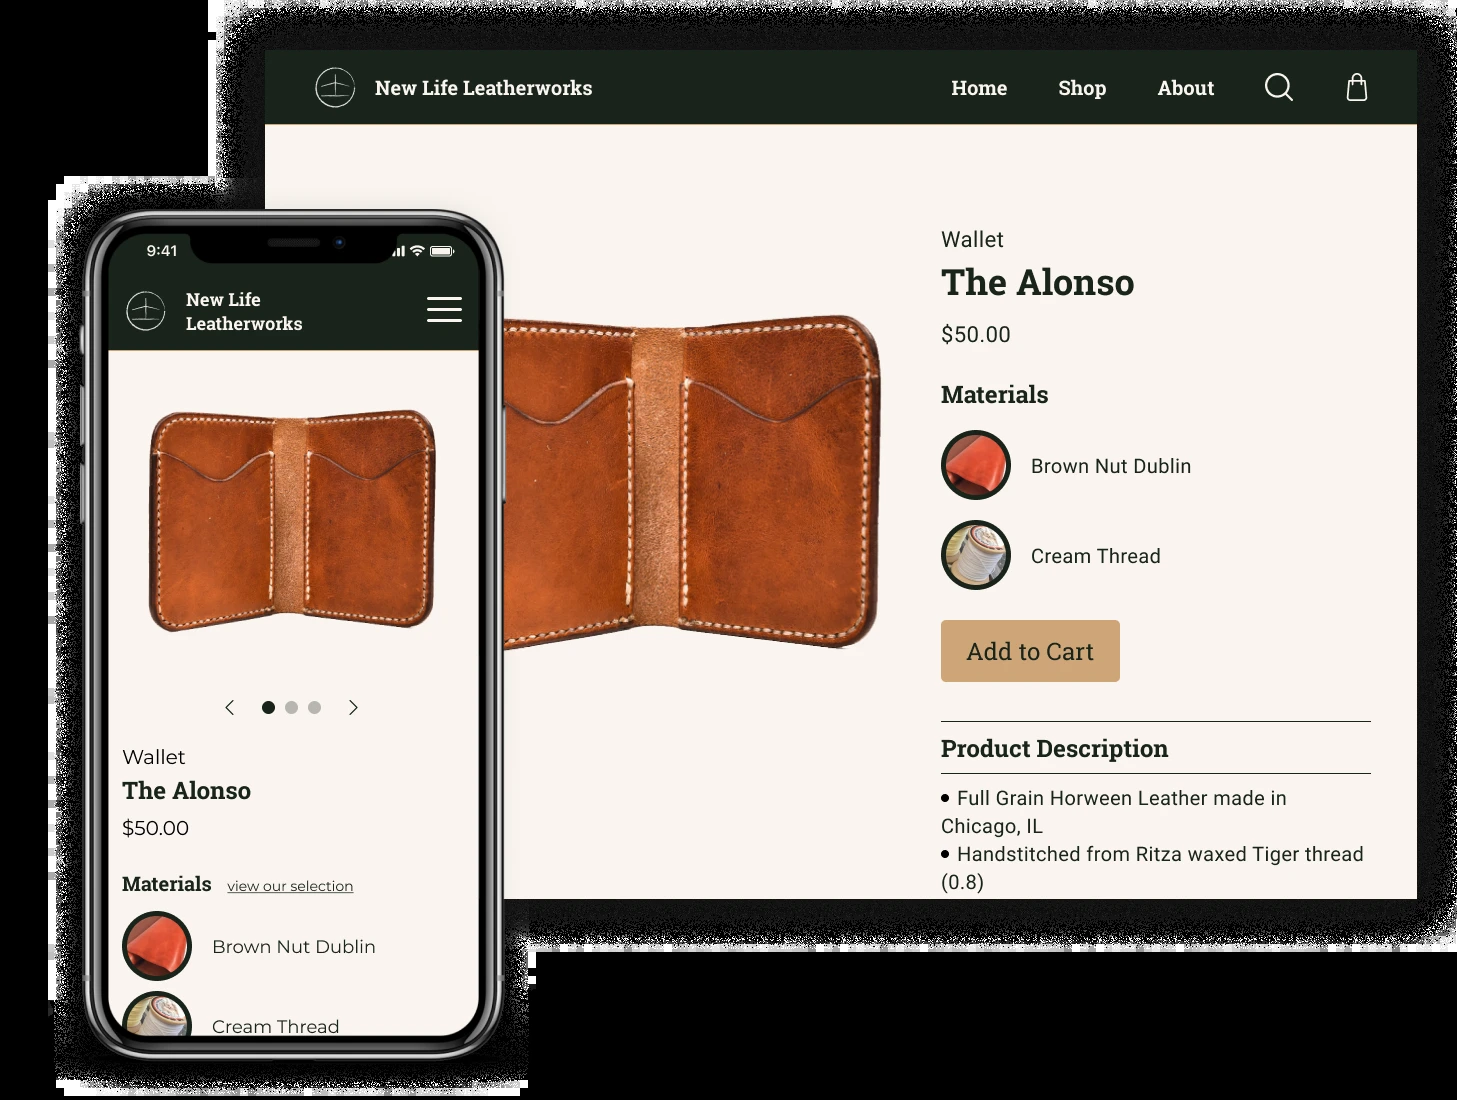 New Life Leatherworks
Home
Shop
About
Wallet
The Alonso
$50.00
Materials
Brown Nut Dublin
Cream Thread
Add to Cart
Product Description
• Full Grain Horween Leather made in
Chicago, IL
• Handstitched from Ritza waxed Tiger thread
(0.8)
9:41
New Life
Leatherworks
Wallet
The Alonso
$50.00
Materials view our selection
Brown Nut Dublin
Cream Thread